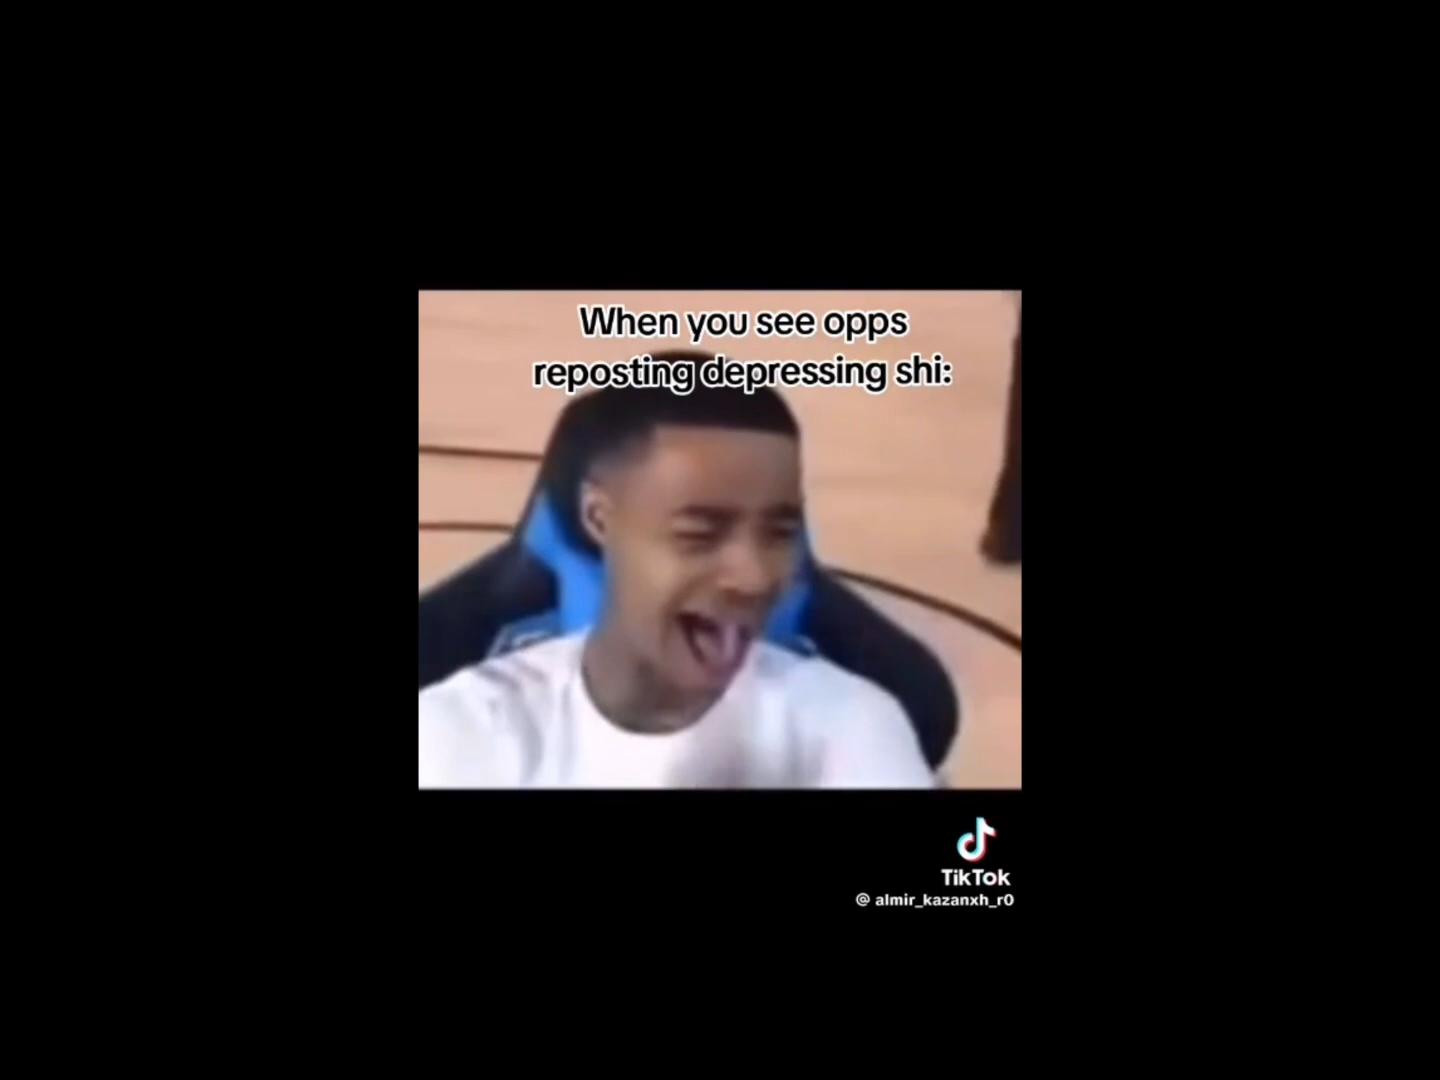 When you see opps
reposting depressing shi:
TikTok
@ almir_kazanxh_r0